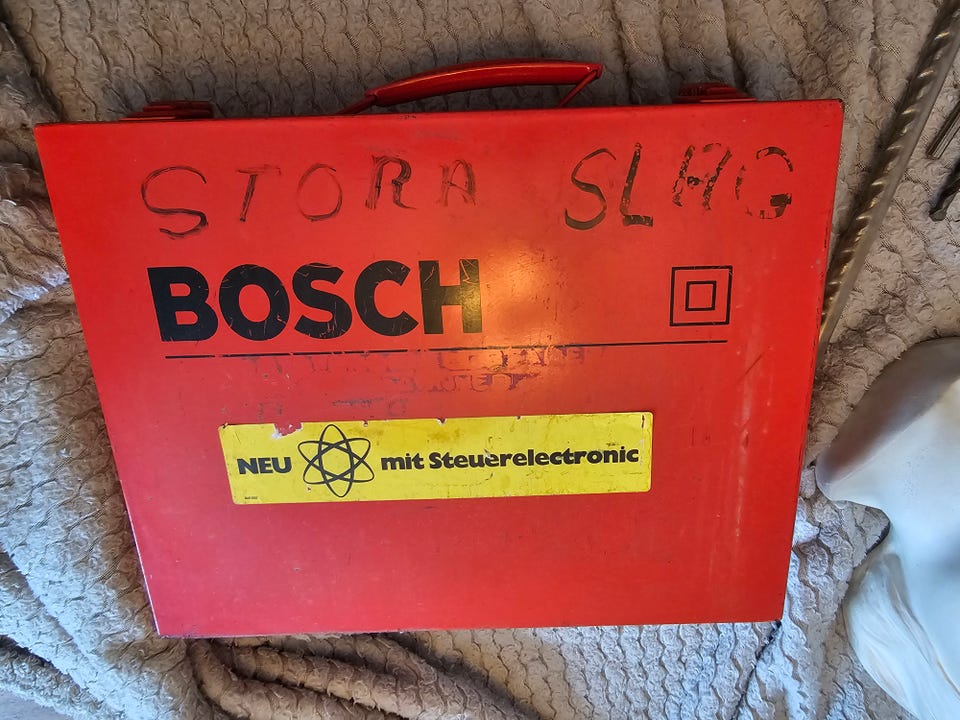 STORA SLAG
BOSCH
NEU mit Steuerelectronic